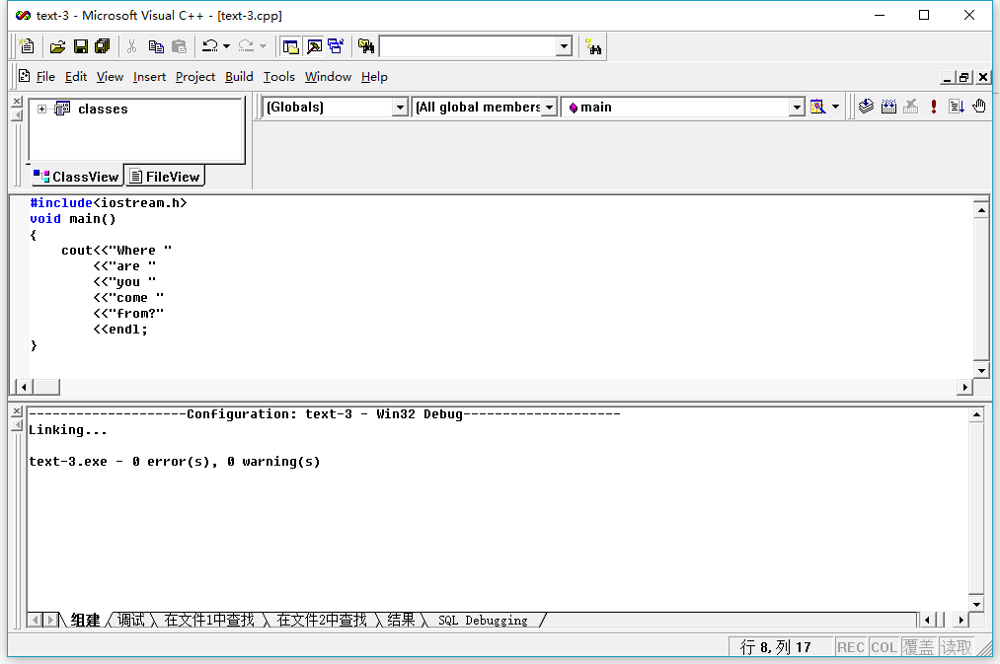 text-3 - Microsoft Visual C++ - [text-3.cpp]
File Edit View Insert Project Build Tools Window Help
classes
(Globals) (All global members main
ClassView FileView
#include<iostream.h>
void main()
{
cout<<"Where "
<<"are "
<<"you "
<<"come "
<<"from?"
<<endl;
}
--------------------Configuration: text-3 - Win32 Debug--------------------
Linking...
text-3.exe - 0 error(s), 0 warning(s)
组建 调试 在文件1中查找 在文件2中查找 结果 SQL Debugging
行 8, 列 17 REC COL 覆盖 读取